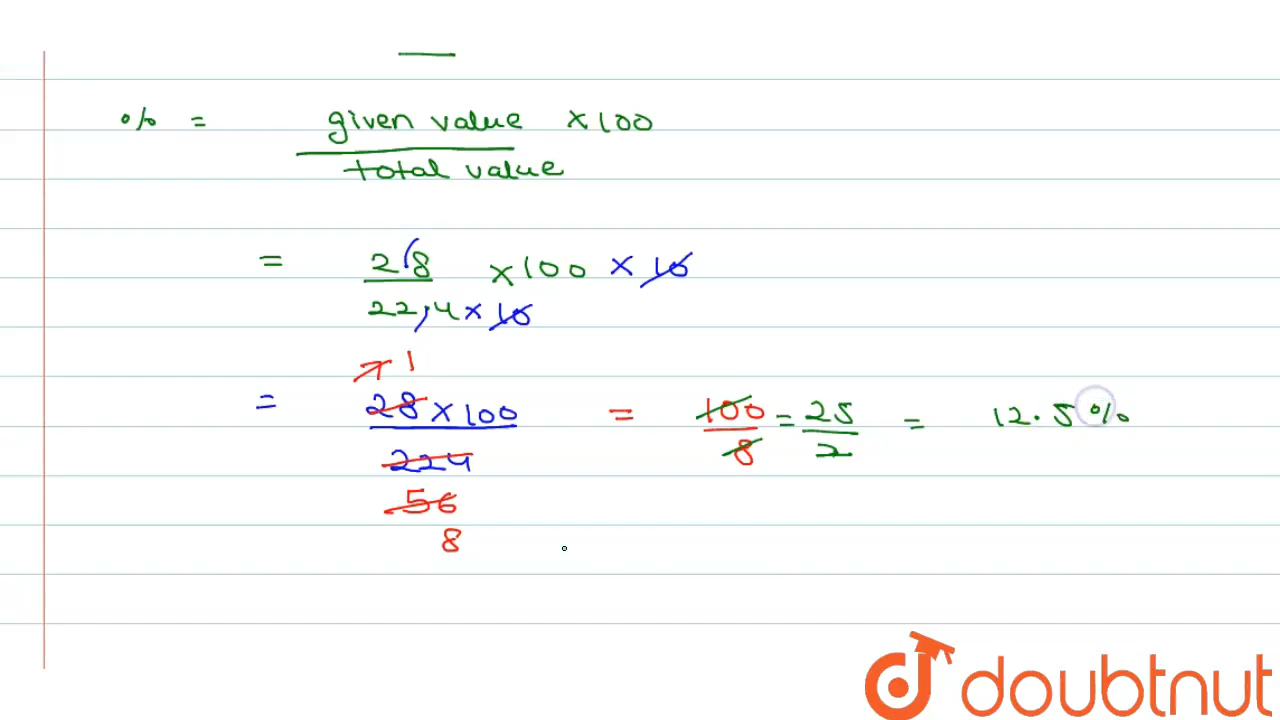 % = given value × 100
total value
= 2.8 × 100 × 10
22.4 × 10
7 1
= 28 × 100 = 100 = 25 = 12.5 %
224 8 2
56
8
doubtnut